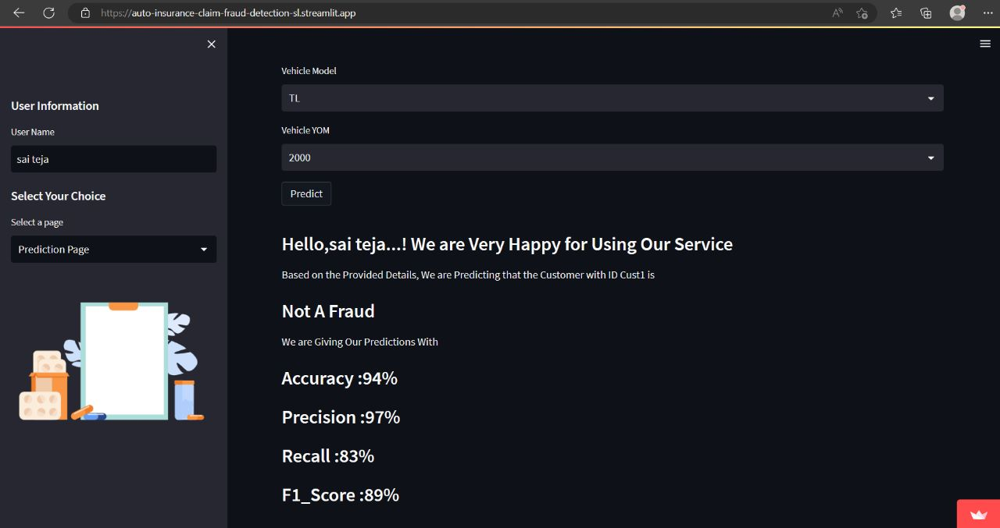 https://auto-insurance-claim-fraud-detection-sl.streamlit.app
User Information
User Name
sai teja
Select Your Choice
Select a page
Prediction Page
Vehicle Model
TL
Vehicle YOM
2000
Predict
Hello,sai teja...! We are Very Happy for Using Our Service
Based on the Provided Details, We are Predicting that the Customer with ID Cust1 is
Not A Fraud
We are Giving Our Predictions With
Accuracy :94%
Precision :97%
Recall :83%
F1_Score :89%